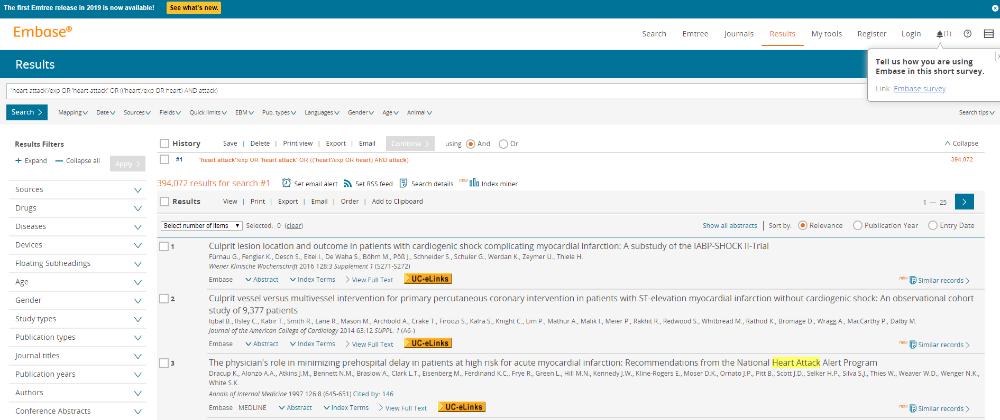 The first Emtree release in 2019 is now available! See what's new.
Embase®
Search Emtree Journals Results My tools Register Login (1)
Tell us how you are using
Embase in this short survey.
Link: Embase survey
Results
'heart attack'/exp OR 'heart attack' OR (('heart'/exp OR heart) AND attack)
Search Mapping Date Sources Fields Quick limits EBM Pub. types Languages Gender Age Animal Search tips
Results Filters
Expand Collapse all Apply
Sources
Drugs
Diseases
Devices
Floating Subheadings
Age
Gender
Study types
Publication types
Journal titles
Publication years
Authors
Conference Abstracts
History Save | Delete | Print view | Export | Email Combine using And Or Collapse
#1 'heart attack'/exp OR 'heart attack' OR (('heart'/exp OR heart) AND attack) 394,072
394,072 results for search #1 Set email alert Set RSS feed Search details new Index miner
Results View | Print | Export | Email | Order | Add to Clipboard 1 — 25
Select number of items Selected: 0 (clear) Show all abstracts | Sort by: Relevance Publication Year Entry Date
1 Culprit lesion location and outcome in patients with cardiogenic shock complicating myocardial infarction: A substudy of the IABP-SHOCK II-Trial
Fürnau G., Fengler K., Desch S., Eitel I., De Waha S., Böhm M., Pöß J., Schneider S., Schuler G., Werdan K., Zeymer U., Thiele H.
Wiener Klinische Wochenschrift 2016 128:3 Supplement 1 (S271-S272)
Embase Abstract Index Terms View Full Text UC-eLinks new Similar records
2 Culprit vessel versus multivessel intervention for primary percutaneous coronary intervention in patients with ST-elevation myocardial infarction without cardiogenic shock: An observational cohort
study of 9,377 patients
Iqbal B., Ilsley C., Kabir T., Smith R., Lane R., Mason M., Archbold A., Crake T., Firoozi S., Kalra S., Knight C., Lim P., Mathur A., Malik I., Meier P., Rakhit R., Redwood S., Whitbread M., Rathod K., Bromage D., Wragg A., MacCarthy P., Dalby M.
Journal of the American College of Cardiology 2014 63:12 SUPPL. 1 (A6-)
Embase Abstract Index Terms View Full Text UC-eLinks new Similar records
3 The physician's role in minimizing prehospital delay in patients at high risk for acute myocardial infarction: Recommendations from the National Heart Attack Alert Program
Dracup K., Alonzo A.A., Atkins J.M., Bennett N.M., Braslow A., Clark L.T., Eisenberg M., Ferdinand K.C., Frye R., Green L., Hill M.N., Kennedy J.W., Kline-Rogers E., Moser D.K., Ornato J.P., Pitt B., Scott J.D., Selker H.P., Silva S.J., Thies W., Weaver W.D., Wenger N.K.,
White S.K.
Annals of Internal Medicine 1997 126:8 (645-651) Cited by: 146
Embase MEDLINE Abstract Index Terms View Full Text UC-eLinks new Similar records